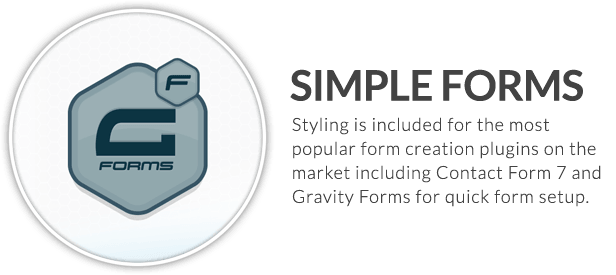 F
G
FORMS
SIMPLE FORMS
Styling is included for the most
popular form creation plugins on the
market including Contact Form 7 and
Gravity Forms for quick form setup.